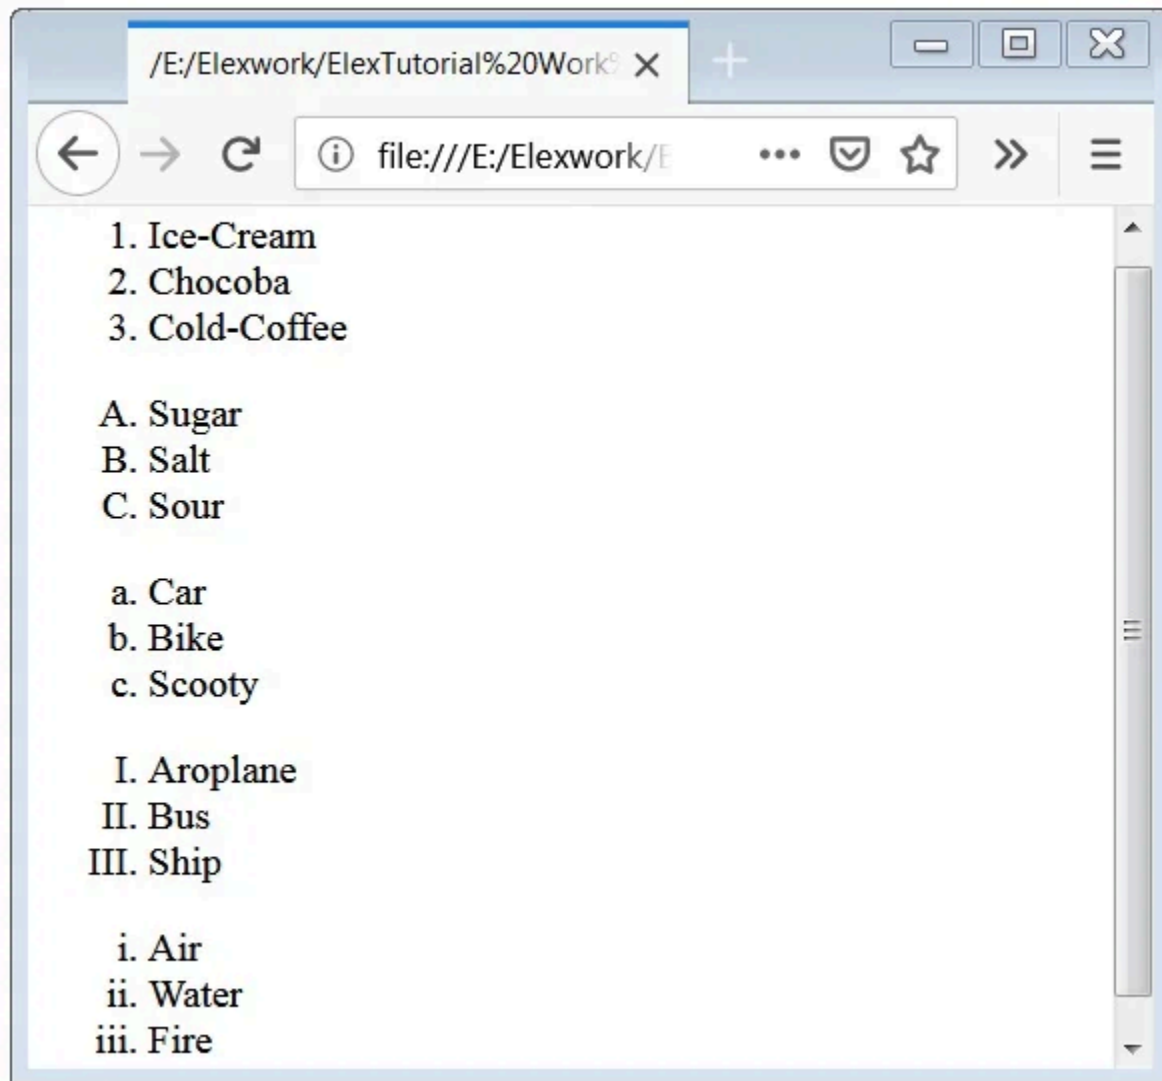 /E:/Elexwork/ElexTutorial%20Work
file:///E:/Elexwork/E
1. Ice-Cream
2. Chocoba
3. Cold-Coffee
A. Sugar
B. Salt
C. Sour
a. Car
b. Bike
c. Scooty
I. Aroplane
II. Bus
III. Ship
i. Air
ii. Water
iii. Fire